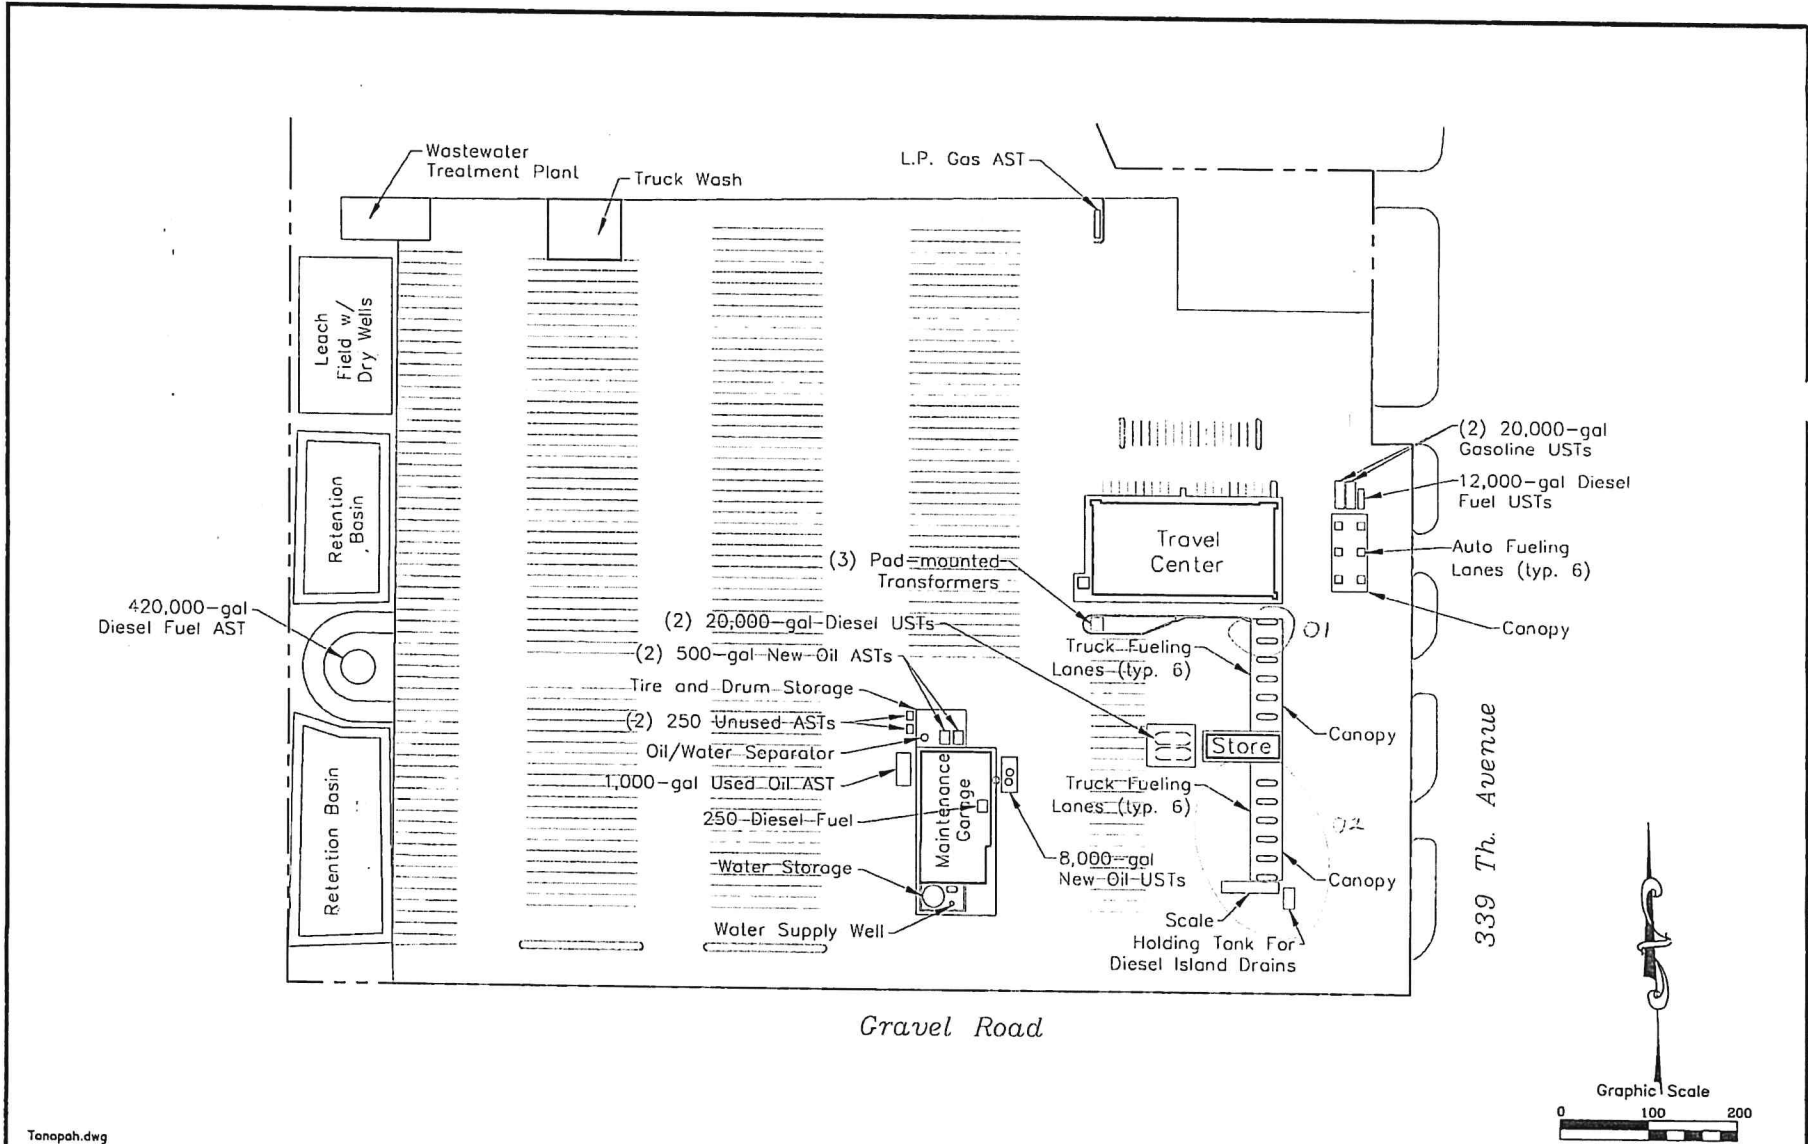 Wastewater
Treatment Plant
Truck Wash
L.P. Gas AST
Leach
Field w/
Dry Wells
(2) 20,000-gal
Gasoline USTs
12,000-gal Diesel
Fuel USTs
Retention
Basin
Travel
Center
Auto Fueling
Lanes (typ. 6)
(3) Pad-mounted
Transformers
420,000-gal
Diesel Fuel AST
(2) 20,000-gal Diesel USTs
01
Canopy
(2) 500-gal New Oil ASTs
Truck Fueling
Lanes (typ. 6)
Tire and Drum Storage
(2) 250 Unused ASTs
Canopy
Store
Oil/Water Separator
1,000-gal Used Oil AST
Truck Fueling
Lanes (typ. 6)
Maintenance
Garage
250 Diesel Fuel
02
339 Th. Avenue
Retention Basin
8,000-gal
New Oil USTs
Water Storage
Canopy
Scale
Water Supply Well
Holding Tank For
Diesel Island Drains
Gravel Road
Graphic Scale
0 100 200
Tonopah.dwg